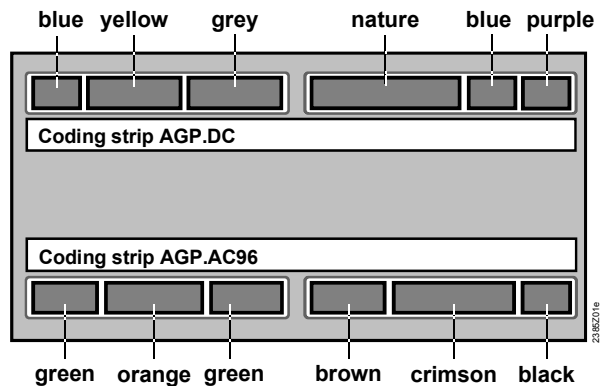 blue yellow grey nature blue purple
Coding strip AGP.DC
Coding strip AGP.AC96
green orange green brown crimson black
2385Z01e